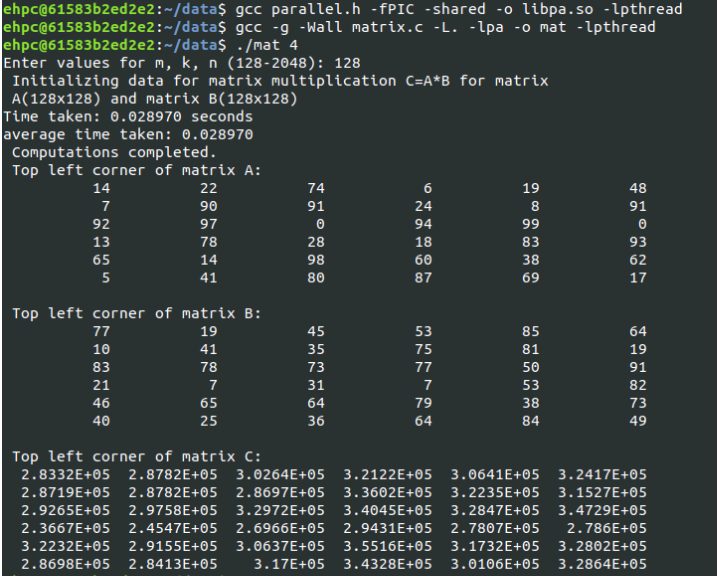 ehpc@61583b2ed2e2:~/data$ gcc parallel.h -fPIC -shared -o libpa.so -lpthread
ehpc@61583b2ed2e2:~/data$ gcc -g -Wall matrix.c -L. -lpa -o mat -lpthread
ehpc@61583b2ed2e2:~/data$ ./mat 4
Enter values for m, k, n (128-2048): 128
Initializing data for matrix multiplication C=A*B for matrix
A(128x128) and matrix B(128x128)
Time taken: 0.028970 seconds
average time taken: 0.028970
Computations completed.
Top left corner of matrix A:
14 22 74 6 19 48
7 90 91 24 8 91
92 97 0 94 99 0
13 78 28 18 83 93
65 14 98 60 38 62
5 41 80 87 69 17
Top left corner of matrix B:
77 19 45 53 85 64
10 41 35 75 81 19
83 78 73 77 50 91
21 7 31 7 53 82
46 65 64 79 38 73
40 25 36 64 84 49
Top left corner of matrix C:
2.8332E+05 2.8782E+05 3.0264E+05 3.2122E+05 3.0641E+05 3.2417E+05
2.8719E+05 2.8782E+05 2.8697E+05 3.3602E+05 3.2235E+05 3.1527E+05
2.9265E+05 2.9758E+05 3.2972E+05 3.4045E+05 3.2847E+05 3.4729E+05
2.3667E+05 2.4547E+05 2.6966E+05 2.9431E+05 2.7807E+05 2.786E+05
3.2232E+05 2.9155E+05 3.0637E+05 3.5516E+05 3.1732E+05 3.2802E+05
2.8698E+05 2.8413E+05 3.17E+05 3.4328E+05 3.0106E+05 3.2864E+05